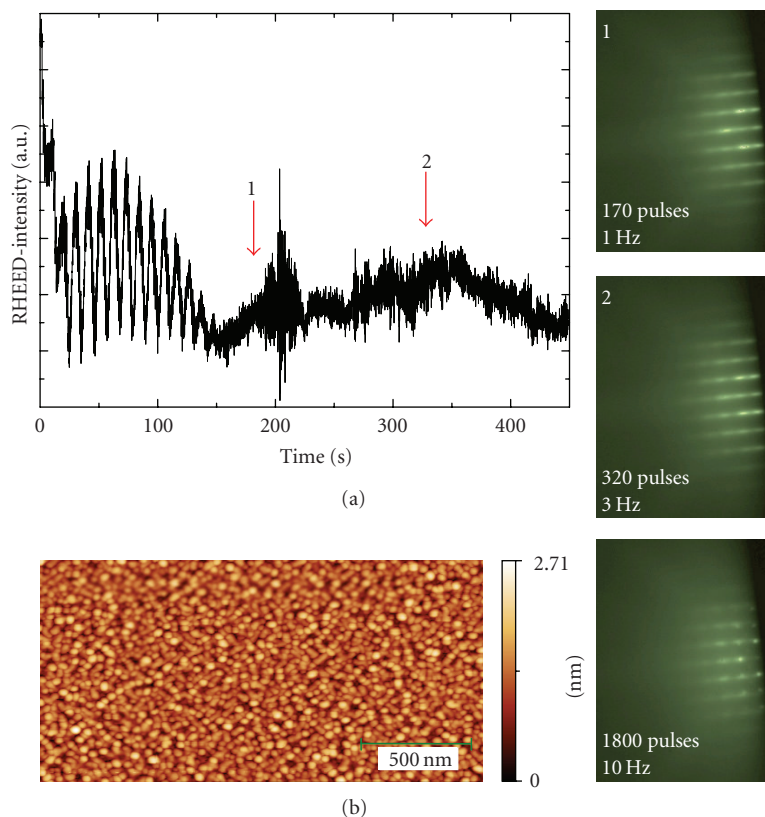 RHEED-intensity (a.u.)
1
2
0
100
200
300
400
Time (s)
(a)
1
170 pulses
1 Hz
2
320 pulses
3 Hz
1800 pulses
10 Hz
500 nm
2.71
(nm)
0
(b)